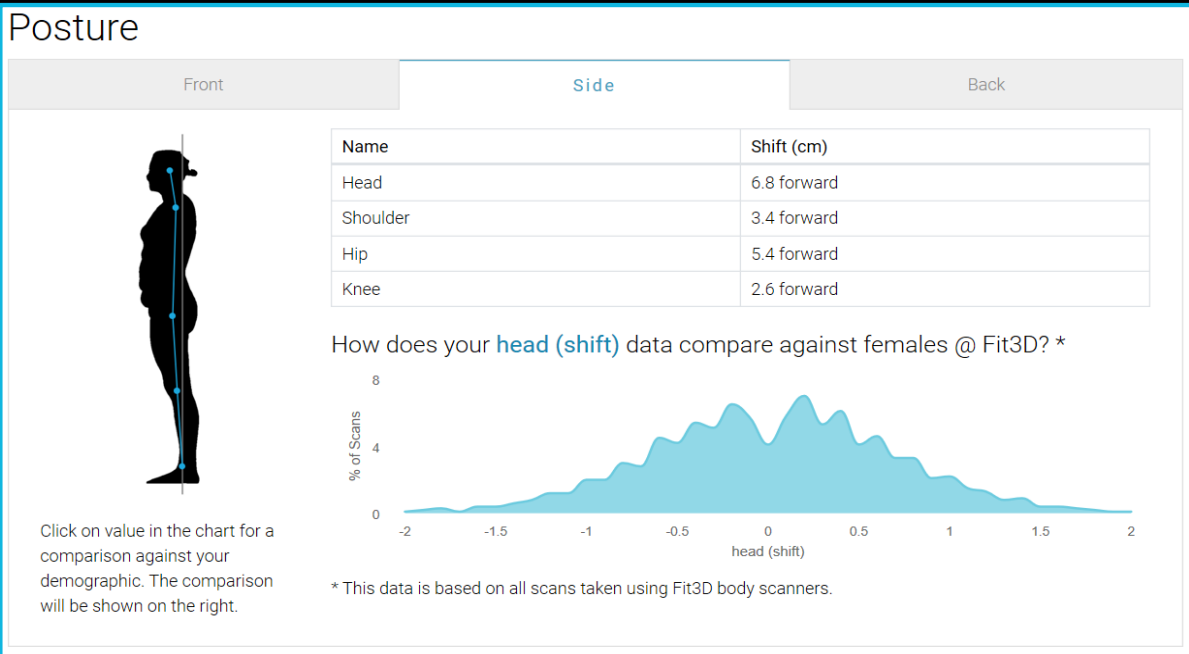 Posture
Front
Side
Back
Name
Shift (cm)
Head
6.8 forward
Shoulder
3.4 forward
Hip
5.4 forward
Knee
2.6 forward
How does your head (shift) data compare against females @ Fit3D? *
8
4
0
% of Scans
-2
-1.5
-1
-0.5
0
0.5
1
1.5
2
head (shift)
Click on value in the chart for a
comparison against your
demographic. The comparison
will be shown on the right.
* This data is based on all scans taken using Fit3D body scanners.